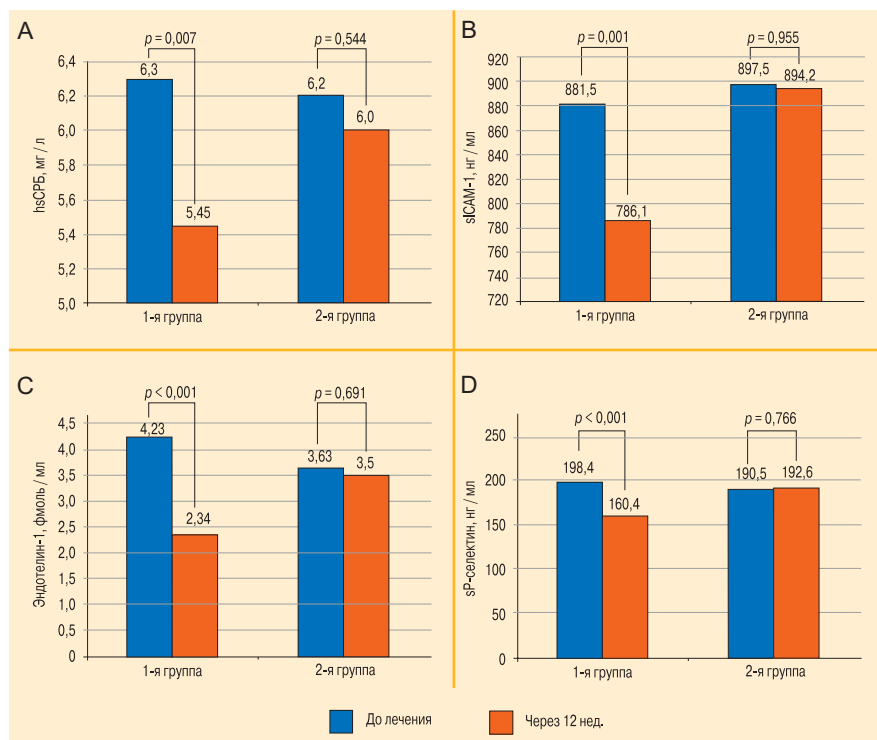 A
p = 0,007
p = 0,544
6,4
6,2
6,0
5,8
5,6
5,4
5,2
5,0
hsСРБ, мг / л
6,3
5,45
6,2
6,0
1-я группа
2-я группа
B
p = 0,001
p = 0,955
920
900
880
860
840
820
800
780
760
740
720
sICAM-1, нг / мл
881,5
786,1
897,5
894,2
1-я группа
2-я группа
C
p < 0,001
p = 0,691
4,5
4,0
3,5
3,0
2,5
2,0
1,5
1,0
0,5
0
Эндотелин-1, фмоль / мл
4,23
2,34
3,63
3,5
1-я группа
2-я группа
D
p < 0,001
p = 0,766
250
200
150
100
50
0
sP-селектин, нг / мл
198,4
160,4
190,5
192,6
1-я группа
2-я группа
До лечения
Через 12 нед.